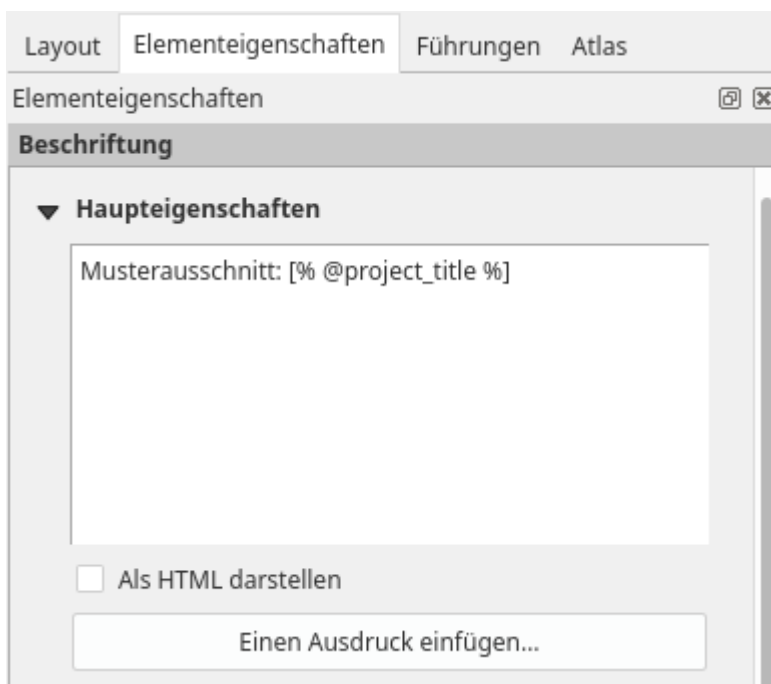 Layout Elementeigenschaften Führungen Atlas
Elementeigenschaften
Beschriftung
Haupteigenschaften
Musterausschnitt: [% @project_title %]
Als HTML darstellen
Einen Ausdruck einfügen...